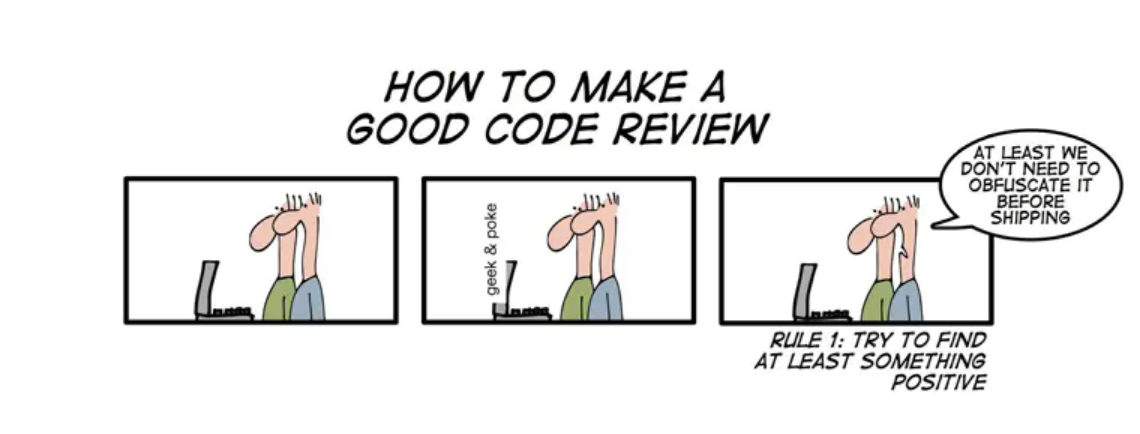 HOW TO MAKE A
GOOD CODE REVIEW
geek & poke
AT LEAST WE
DON'T NEED TO
OBFUSCATE IT
BEFORE
SHIPPING
RULE 1: TRY TO FIND
AT LEAST SOMETHING
POSITIVE